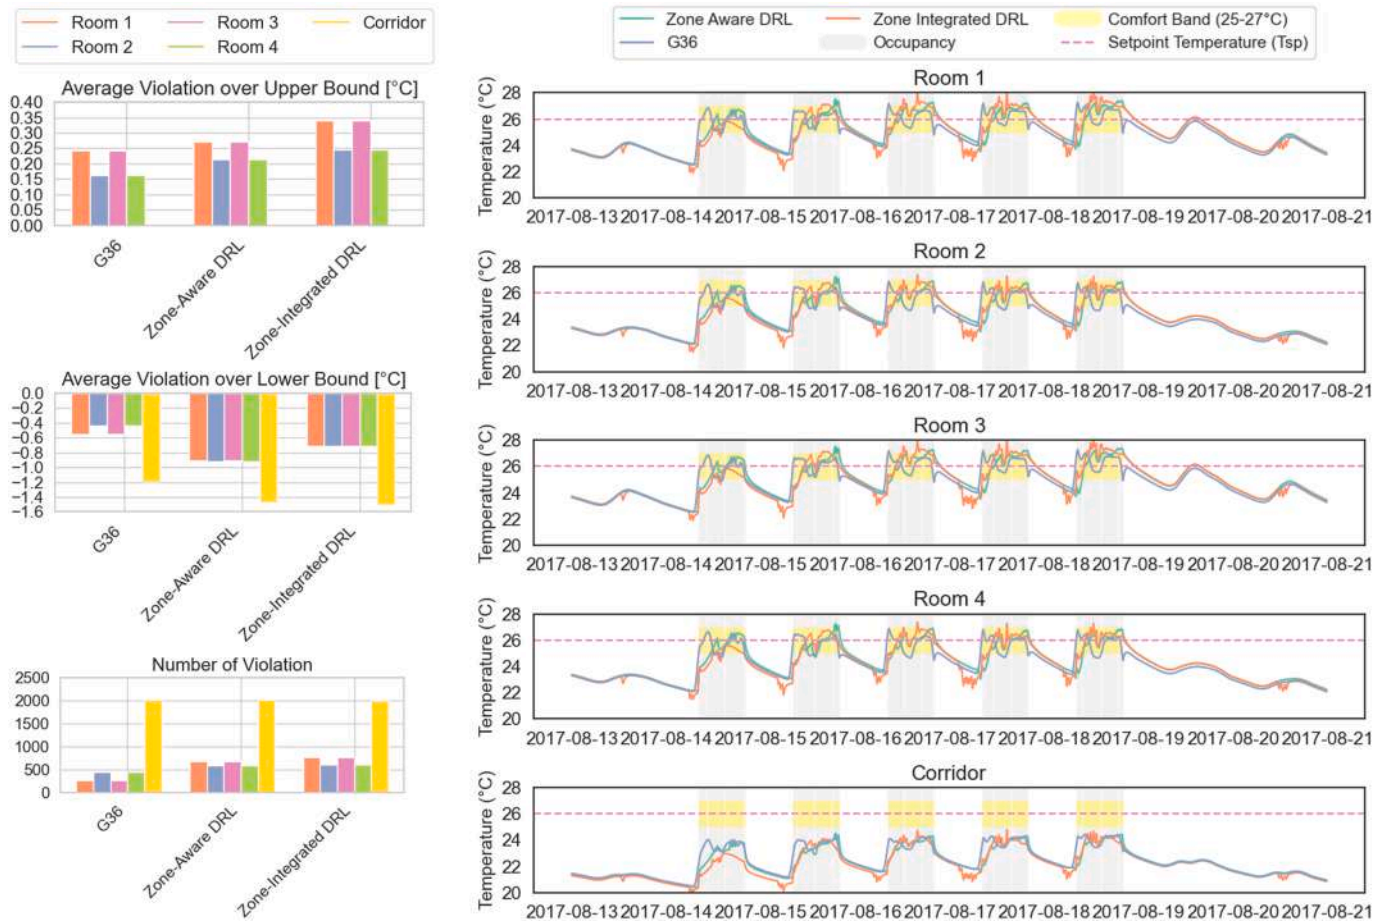 Room 1 Room 3 Corridor
Room 2 Room 4
Average Violation over Upper Bound [°C]
0.40
0.35
0.30
0.25
0.20
0.15
0.10
0.05
0.00
G36
Zone-Aware DRL
Zone-Integrated DRL
Average Violation over Lower Bound [°C]
0.0
−0.2
−0.4
−0.6
−0.8
−1.0
−1.2
−1.4
−1.6
G36
Zone-Aware DRL
Zone-Integrated DRL
Number of Violation
2500
2000
1500
1000
500
0
G36
Zone-Aware DRL
Zone-Integrated DRL
Zone Aware DRL Zone Integrated DRL Comfort Band (25-27°C)
G36 Occupancy Setpoint Temperature (Tsp)
Room 1
Temperature (°C)
28
26
24
22
20
2017-08-13 2017-08-14 2017-08-15 2017-08-16 2017-08-17 2017-08-18 2017-08-19 2017-08-20 2017-08-21
Room 2
Temperature (°C)
28
26
24
22
20
2017-08-13 2017-08-14 2017-08-15 2017-08-16 2017-08-17 2017-08-18 2017-08-19 2017-08-20 2017-08-21
Room 3
Temperature (°C)
28
26
24
22
20
2017-08-13 2017-08-14 2017-08-15 2017-08-16 2017-08-17 2017-08-18 2017-08-19 2017-08-20 2017-08-21
Room 4
Temperature (°C)
28
26
24
22
20
2017-08-13 2017-08-14 2017-08-15 2017-08-16 2017-08-17 2017-08-18 2017-08-19 2017-08-20 2017-08-21
Corridor
Temperature (°C)
28
26
24
22
20
2017-08-13 2017-08-14 2017-08-15 2017-08-16 2017-08-17 2017-08-18 2017-08-19 2017-08-20 2017-08-21